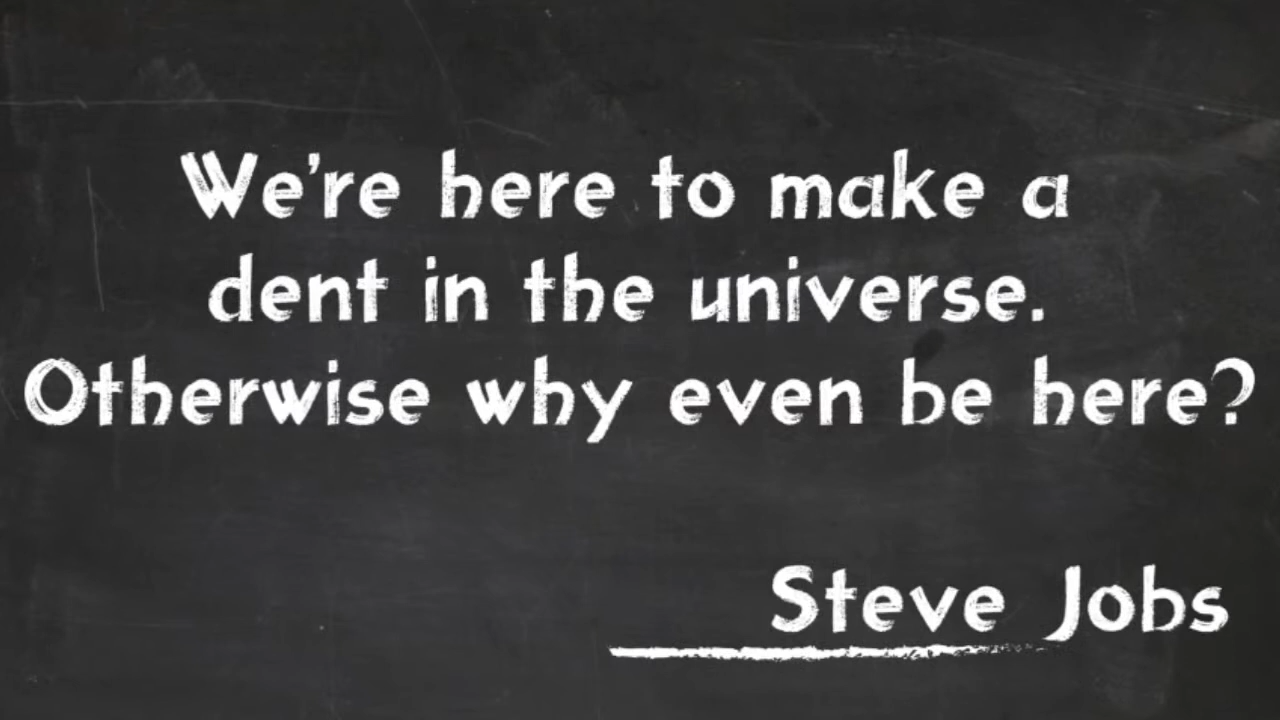 We're here to make a
dent in the universe.
Otherwise why even be here?
Steve Jobs